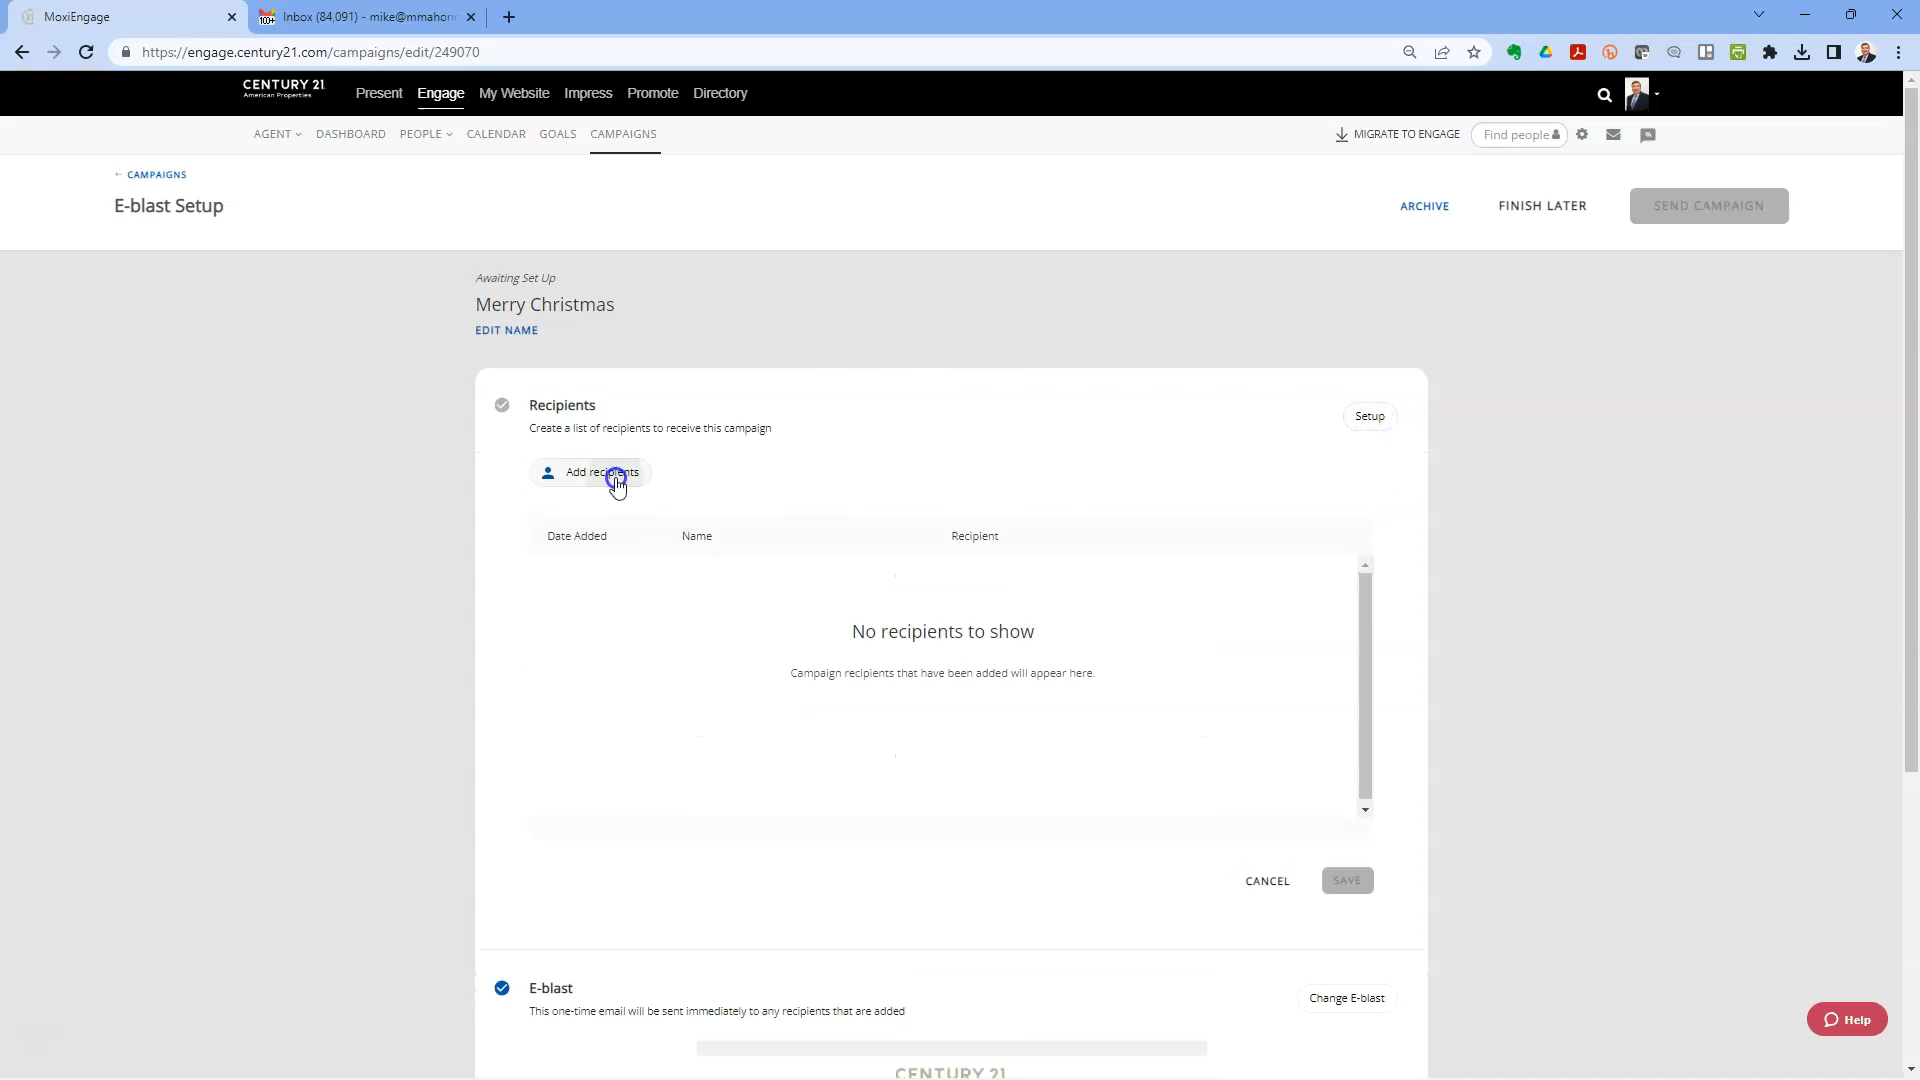 MoxiEngage
Inbox (84,091) - mike@mmahon
https://engage.century21.com/campaigns/edit/249070
CENTURY 21
American Properties
Present Engage My Website Impress Promote Directory
AGENT DASHBOARD PEOPLE CALENDAR GOALS CAMPAIGNS
MIGRATE TO ENGAGE Find people
← CAMPAIGNS
E-blast Setup
ARCHIVE FINISH LATER SEND CAMPAIGN
Awaiting Set Up
Merry Christmas
EDIT NAME
Recipients
Create a list of recipients to receive this campaign
Setup
Add recipients
Date Added Name Recipient
No recipients to show
Campaign recipients that have been added will appear here.
CANCEL SAVE
E-blast
This one-time email will be sent immediately to any recipients that are added
Change E-blast
Help
CENTURY 21